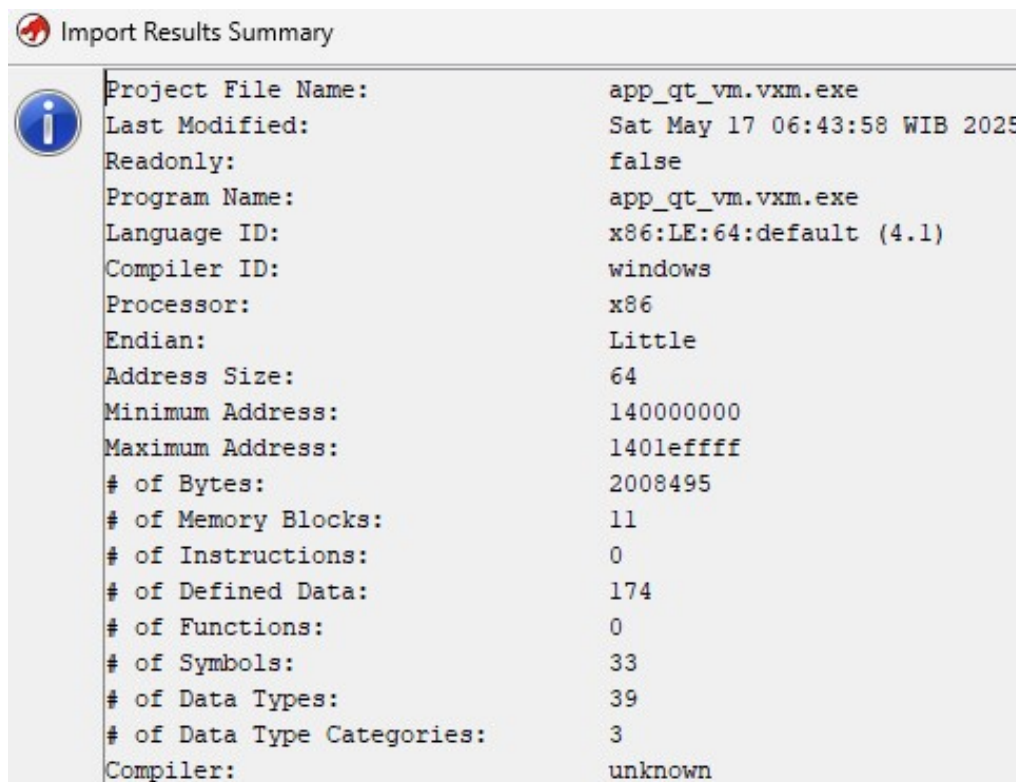 Import Results Summary
Project File Name: app_qt_vm.vxm.exe
Last Modified: Sat May 17 06:43:58 WIB 2025
Readonly: false
Program Name: app_qt_vm.vxm.exe
Language ID: x86:LE:64:default (4.1)
Compiler ID: windows
Processor: x86
Endian: Little
Address Size: 64
Minimum Address: 140000000
Maximum Address: 1401effff
# of Bytes: 2008495
# of Memory Blocks: 11
# of Instructions: 0
# of Defined Data: 174
# of Functions: 0
# of Symbols: 33
# of Data Types: 39
# of Data Type Categories: 3
Compiler: unknown